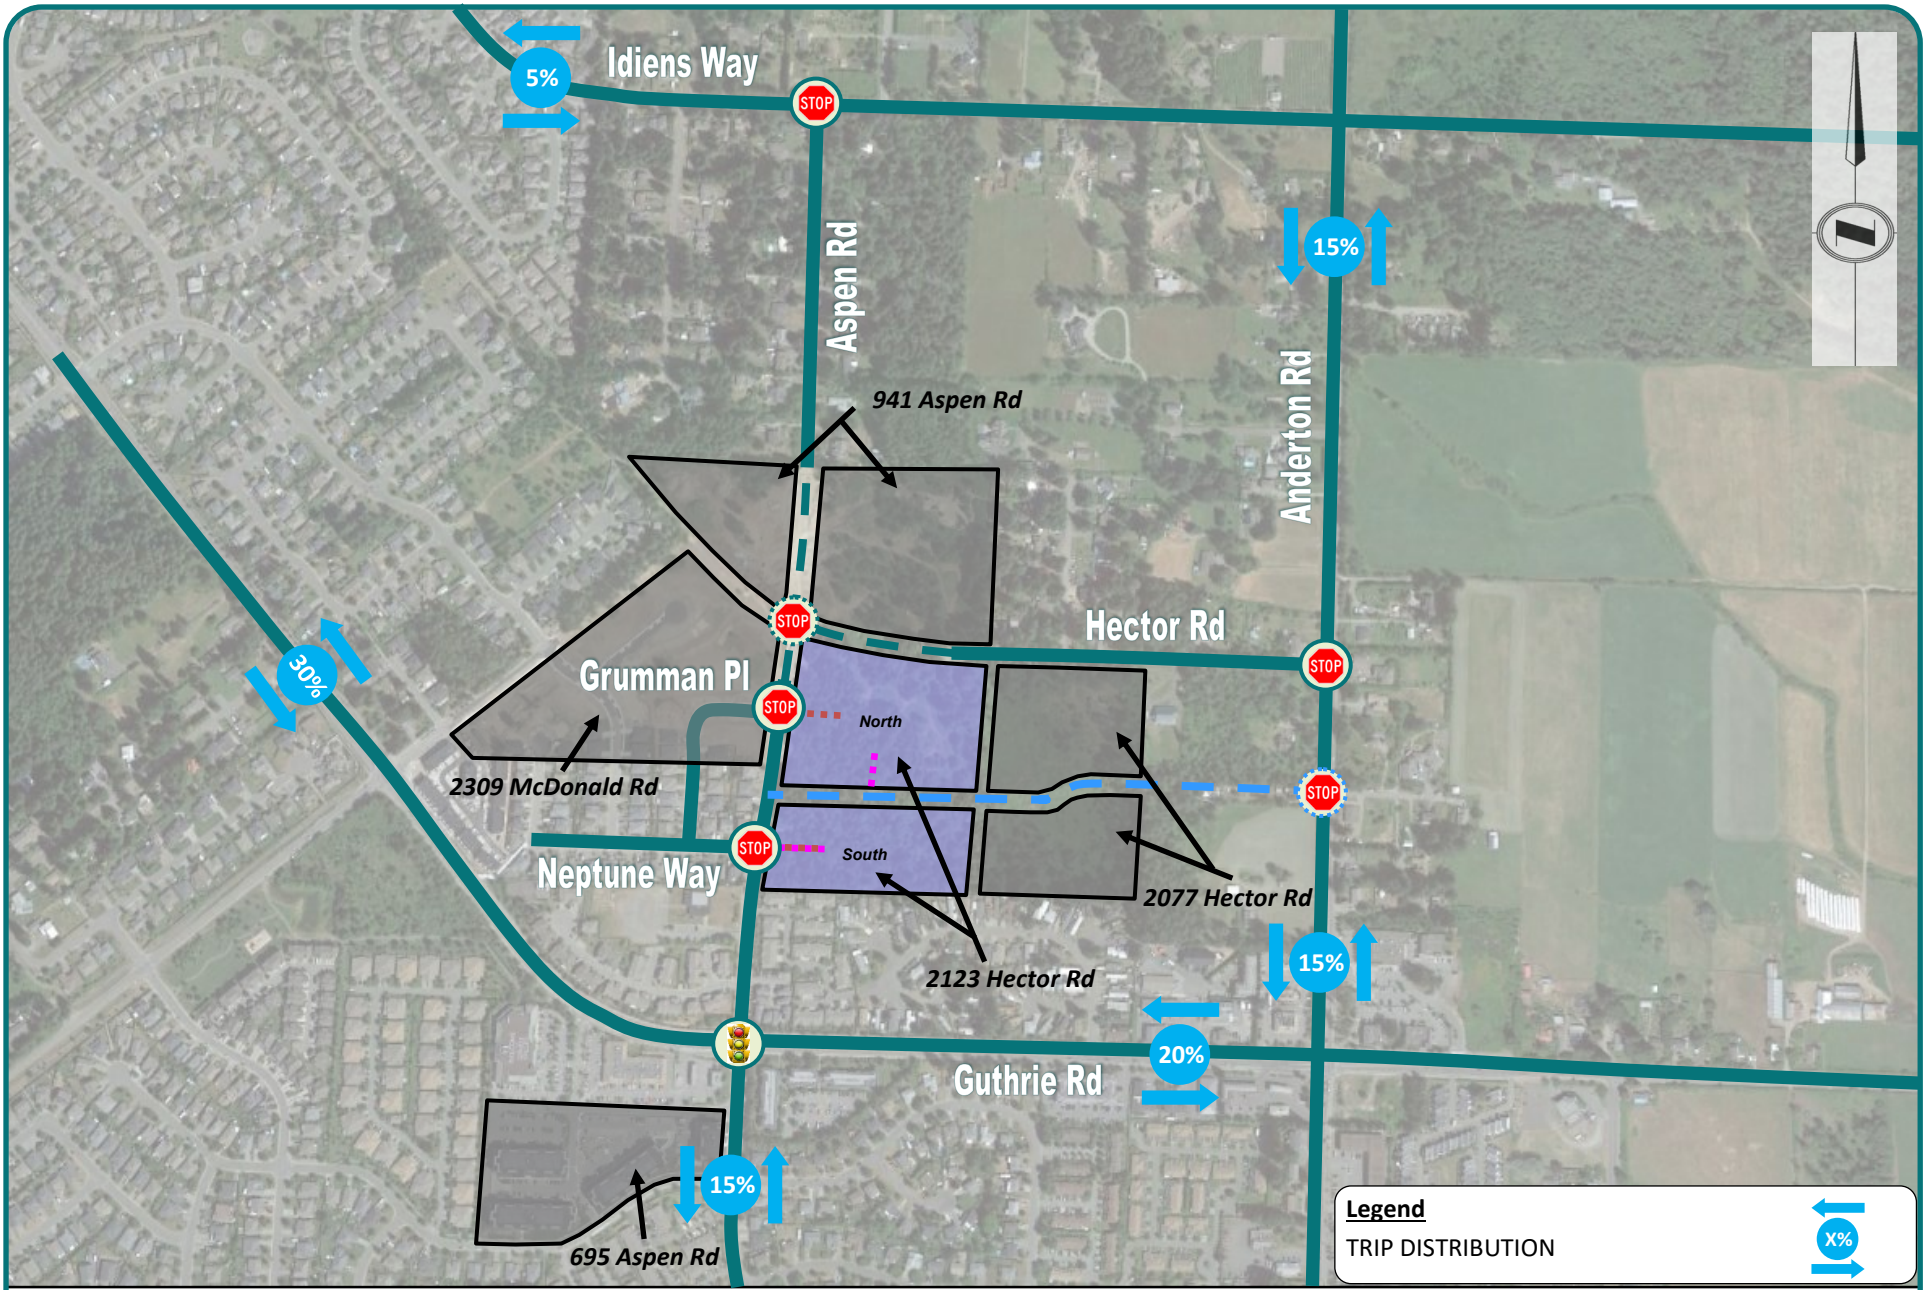 Idiens Way
5%
STOP
Aspen Rd
15%
Anderton Rd
941 Aspen Rd
STOP
Hector Rd
STOP
30%
Grumman Pl
STOP
North
2309 McDonald Rd
STOP
STOP
South
Neptune Way
2077 Hector Rd
2123 Hector Rd
15%
20%
Guthrie Rd
15%
695 Aspen Rd
Legend
TRIP DISTRIBUTION
X%